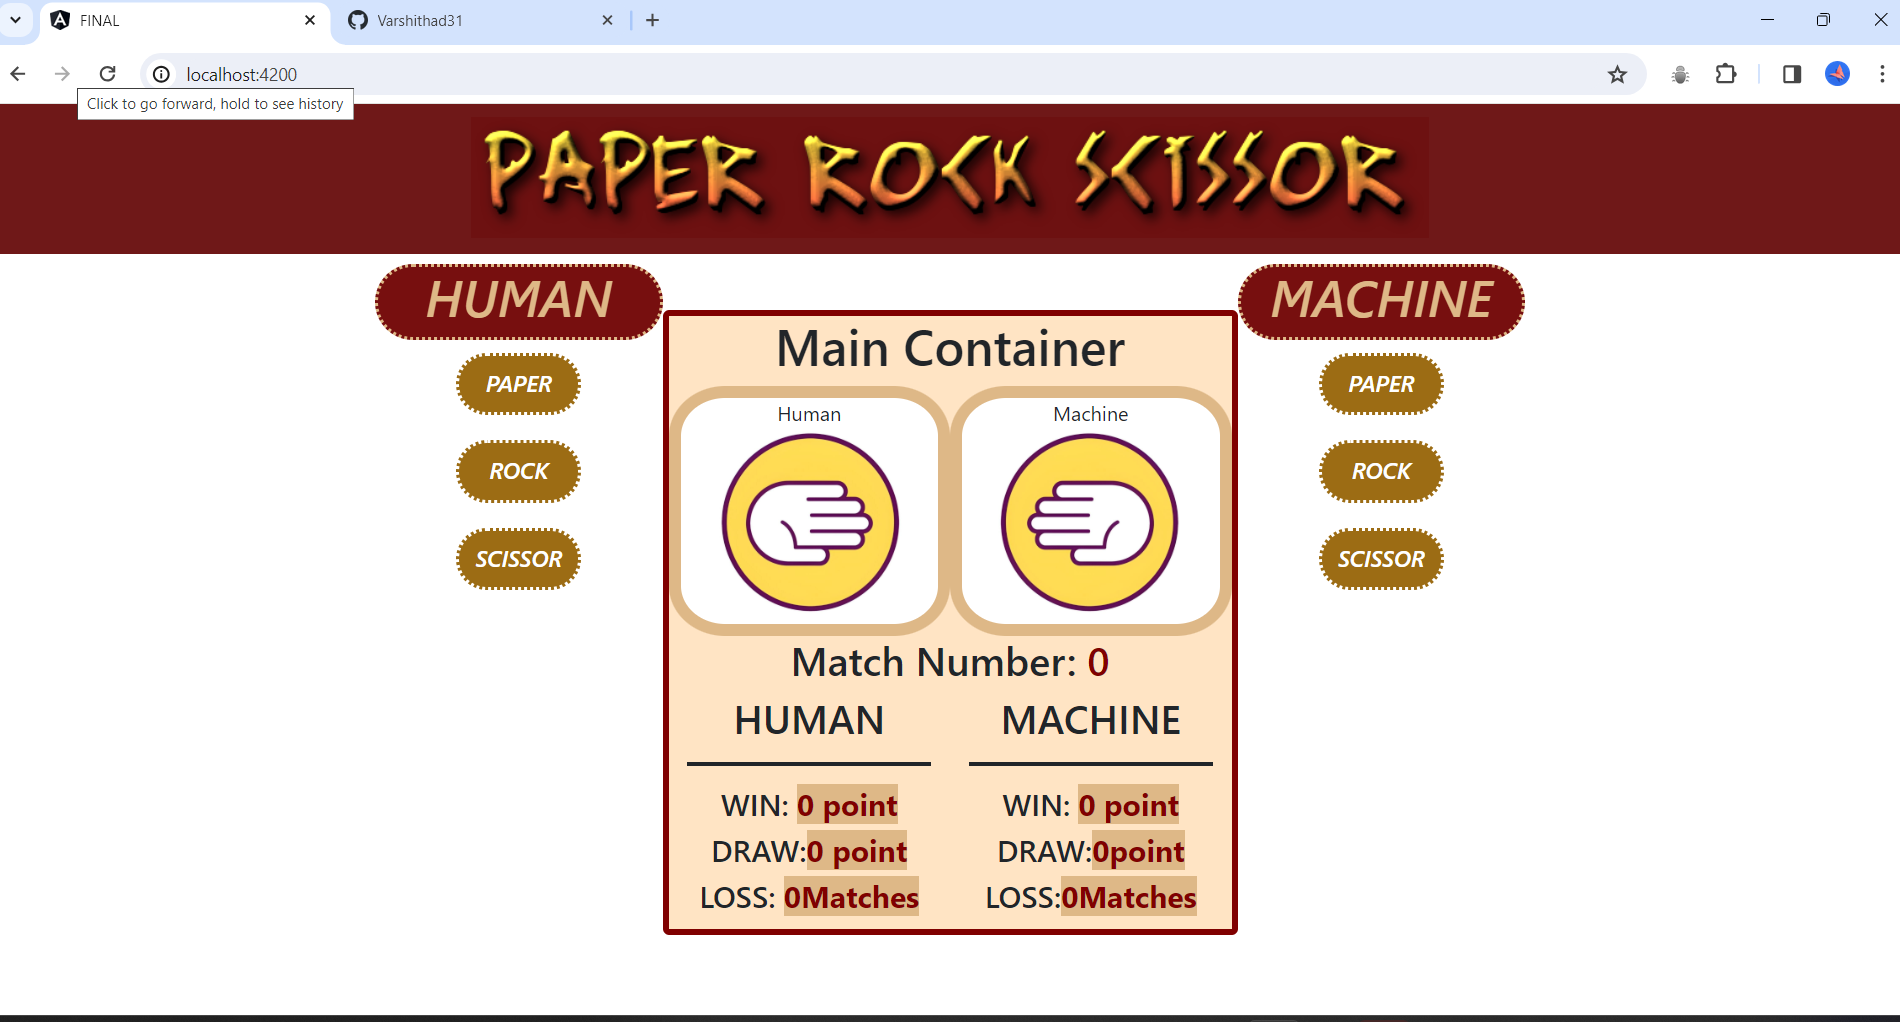 FINAL
Varshithad31
localhost:4200
Click to go forward, hold to see history
PAPER ROCK SCISSOR
HUMAN
PAPER
ROCK
SCISSOR
Main Container
Human
Machine
Match Number: 0
HUMAN
WIN: 0 point
DRAW:0 point
LOSS: 0Matches
MACHINE
WIN: 0 point
DRAW:0point
LOSS:0Matches
MACHINE
PAPER
ROCK
SCISSOR